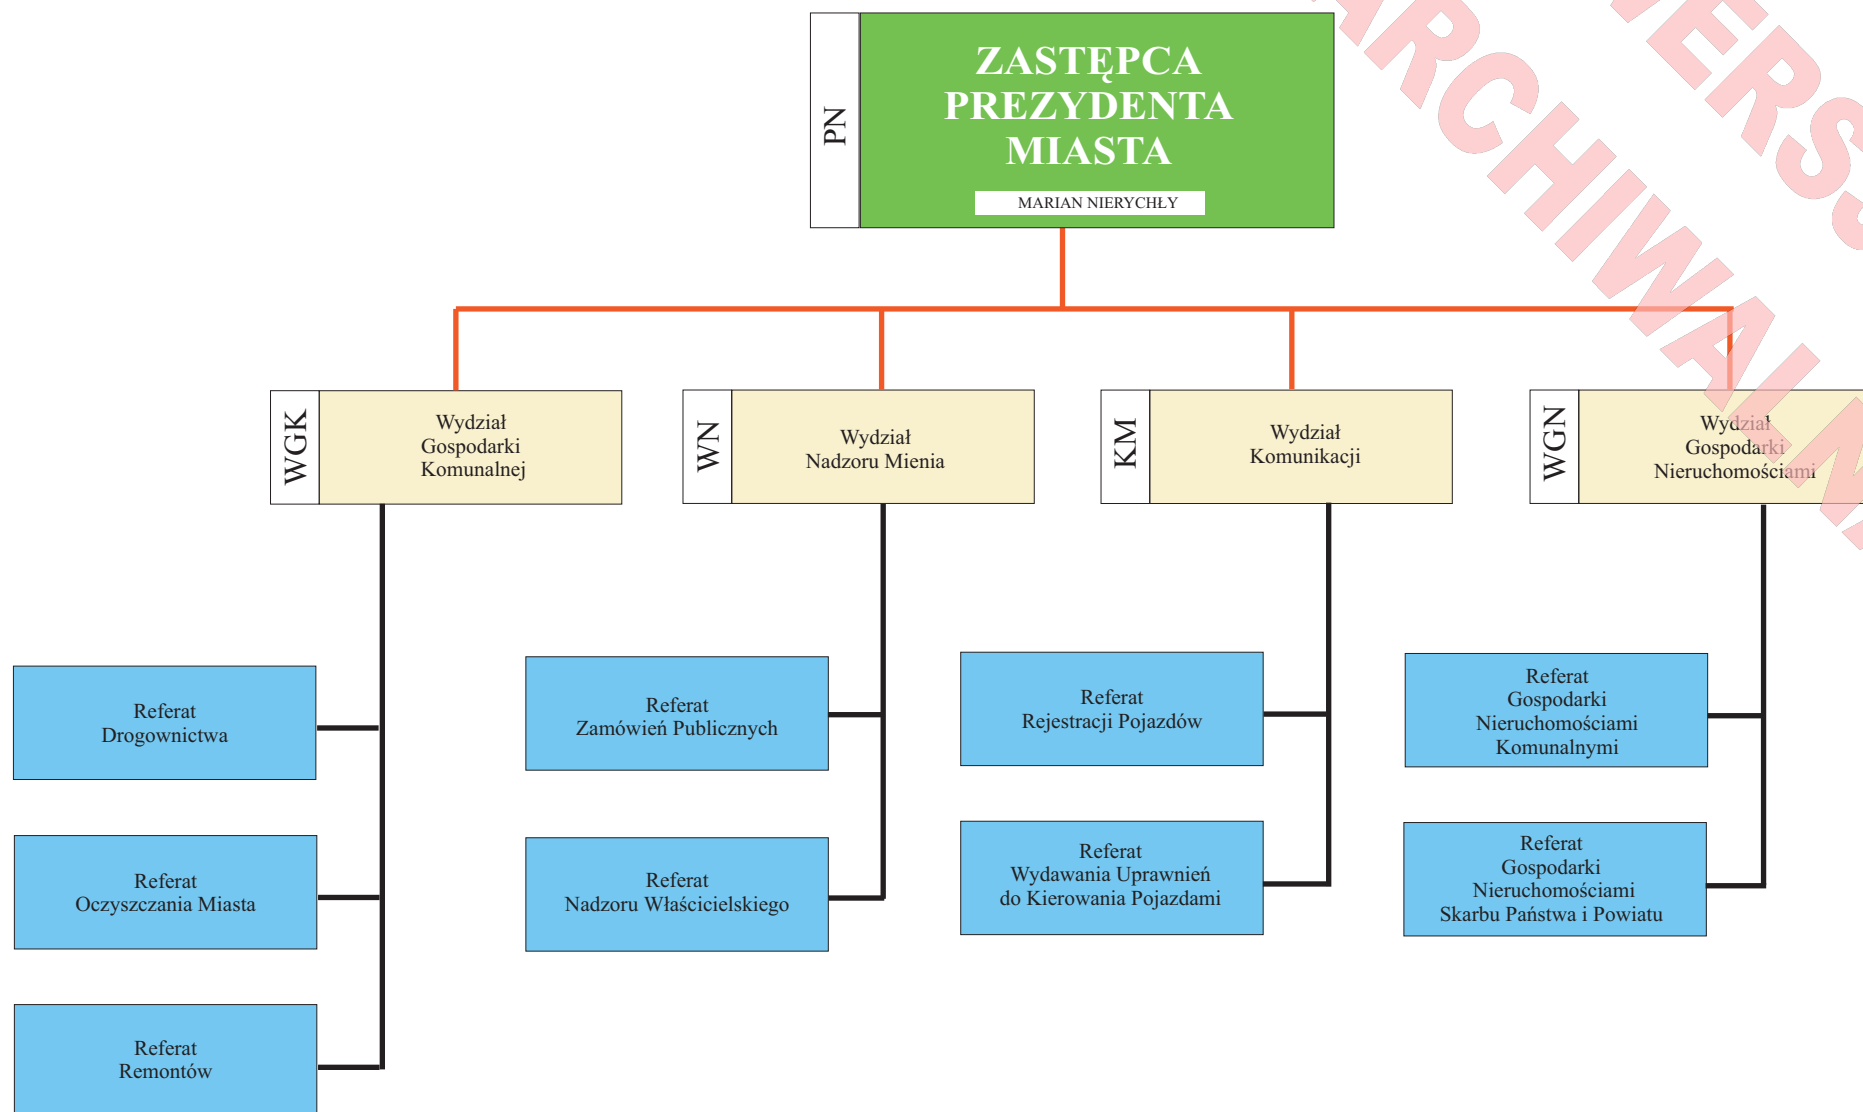 PN
ZASTĘPCA
PREZYDENTA
MIASTA
MARIAN NIERYCHŁY
WGK
Wydział
Gospodarki
Komunalnej
WN
Wydział
Nadzoru Mienia
KM
Wydział
Komunikacji
WGN
Wydział
Gospodarki
Nieruchomościami
Referat
Drogownictwa
Referat
Oczyszczania Miasta
Referat
Remontów
Referat
Zamówień Publicznych
Referat
Nadzoru Właścicielskiego
Referat
Rejestracji Pojazdów
Referat
Wydawania Uprawnień
do Kierowania Pojazdami
Referat
Gospodarki
Nieruchomościami
Komunalnymi
Referat
Gospodarki
Nieruchomościami
Skarbu Państwa i Powiatu